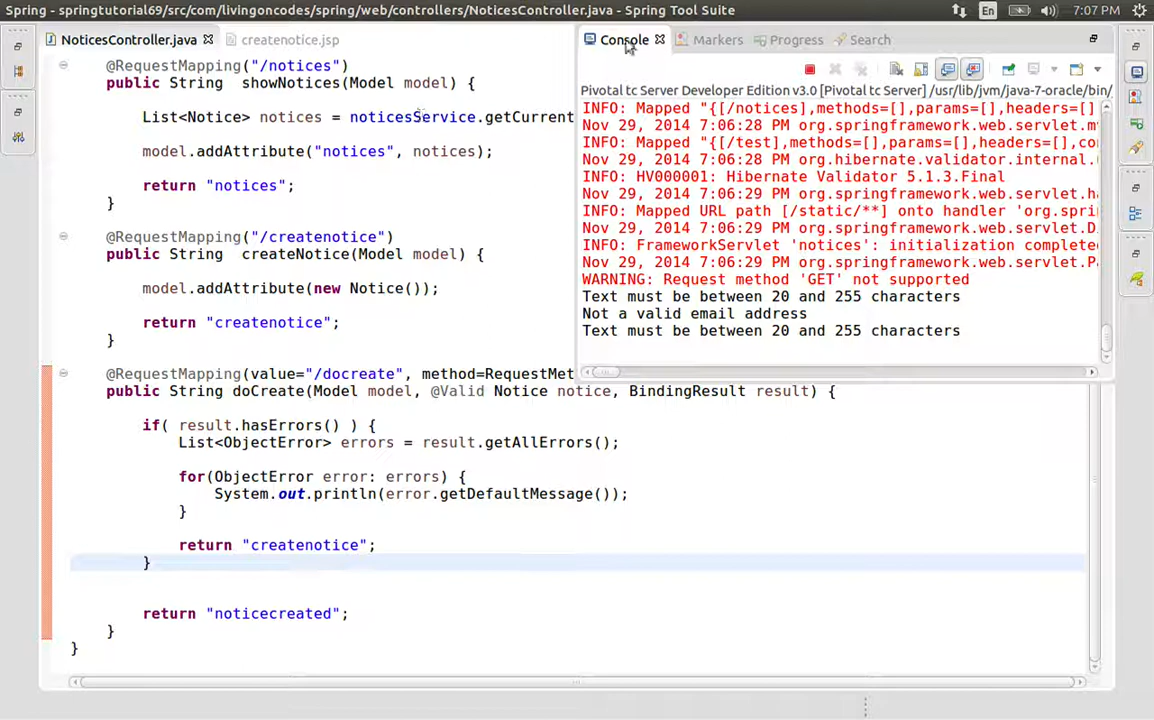 Spring - springtutorial69/src/com/livingoncodes/spring/web/controllers/NoticesController.java - Spring Tool Suite
En
7:07 PM
NoticesController.java
createnotice.jsp
@RequestMapping("/notices")
public String showNotices(Model model) {
List<Notice> notices = noticesService.getCurrent
model.addAttribute("notices", notices);
return "notices";
}
@RequestMapping("/createnotice")
public String createNotice(Model model) {
model.addAttribute(new Notice());
return "createnotice";
}
@RequestMapping(value="/docreate", method=RequestMet
public String doCreate(Model model, @Valid Notice notice, BindingResult result) {
if( result.hasErrors() ) {
List<ObjectError> errors = result.getAllErrors();
for(ObjectError error: errors) {
System.out.println(error.getDefaultMessage());
}
return "createnotice";
}
return "noticecreated";
}
}
Console
Markers
Progress
Search
Pivotal tc Server Developer Edition v3.0 [Pivotal tc Server] /usr/lib/jvm/java-7-oracle/bin/
INFO: Mapped "{[/notices],methods=[],params=[],headers=[]
Nov 29, 2014 7:06:28 PM org.springframework.web.servlet.m
INFO: Mapped "{[/test],methods=[],params=[],headers=[],co
Nov 29, 2014 7:06:28 PM org.hibernate.validator.internal.
INFO: HV000001: Hibernate Validator 5.1.3.Final
Nov 29, 2014 7:06:29 PM org.springframework.web.servlet.ha
INFO: Mapped URL path [/static/**] onto handler 'org.spri
Nov 29, 2014 7:06:29 PM org.springframework.web.servlet.D
INFO: FrameworkServlet 'notices': initialization complete
Nov 29, 2014 7:06:29 PM org.springframework.web.servlet.P
WARNING: Request method 'GET' not supported
Text must be between 20 and 255 characters
Not a valid email address
Text must be between 20 and 255 characters